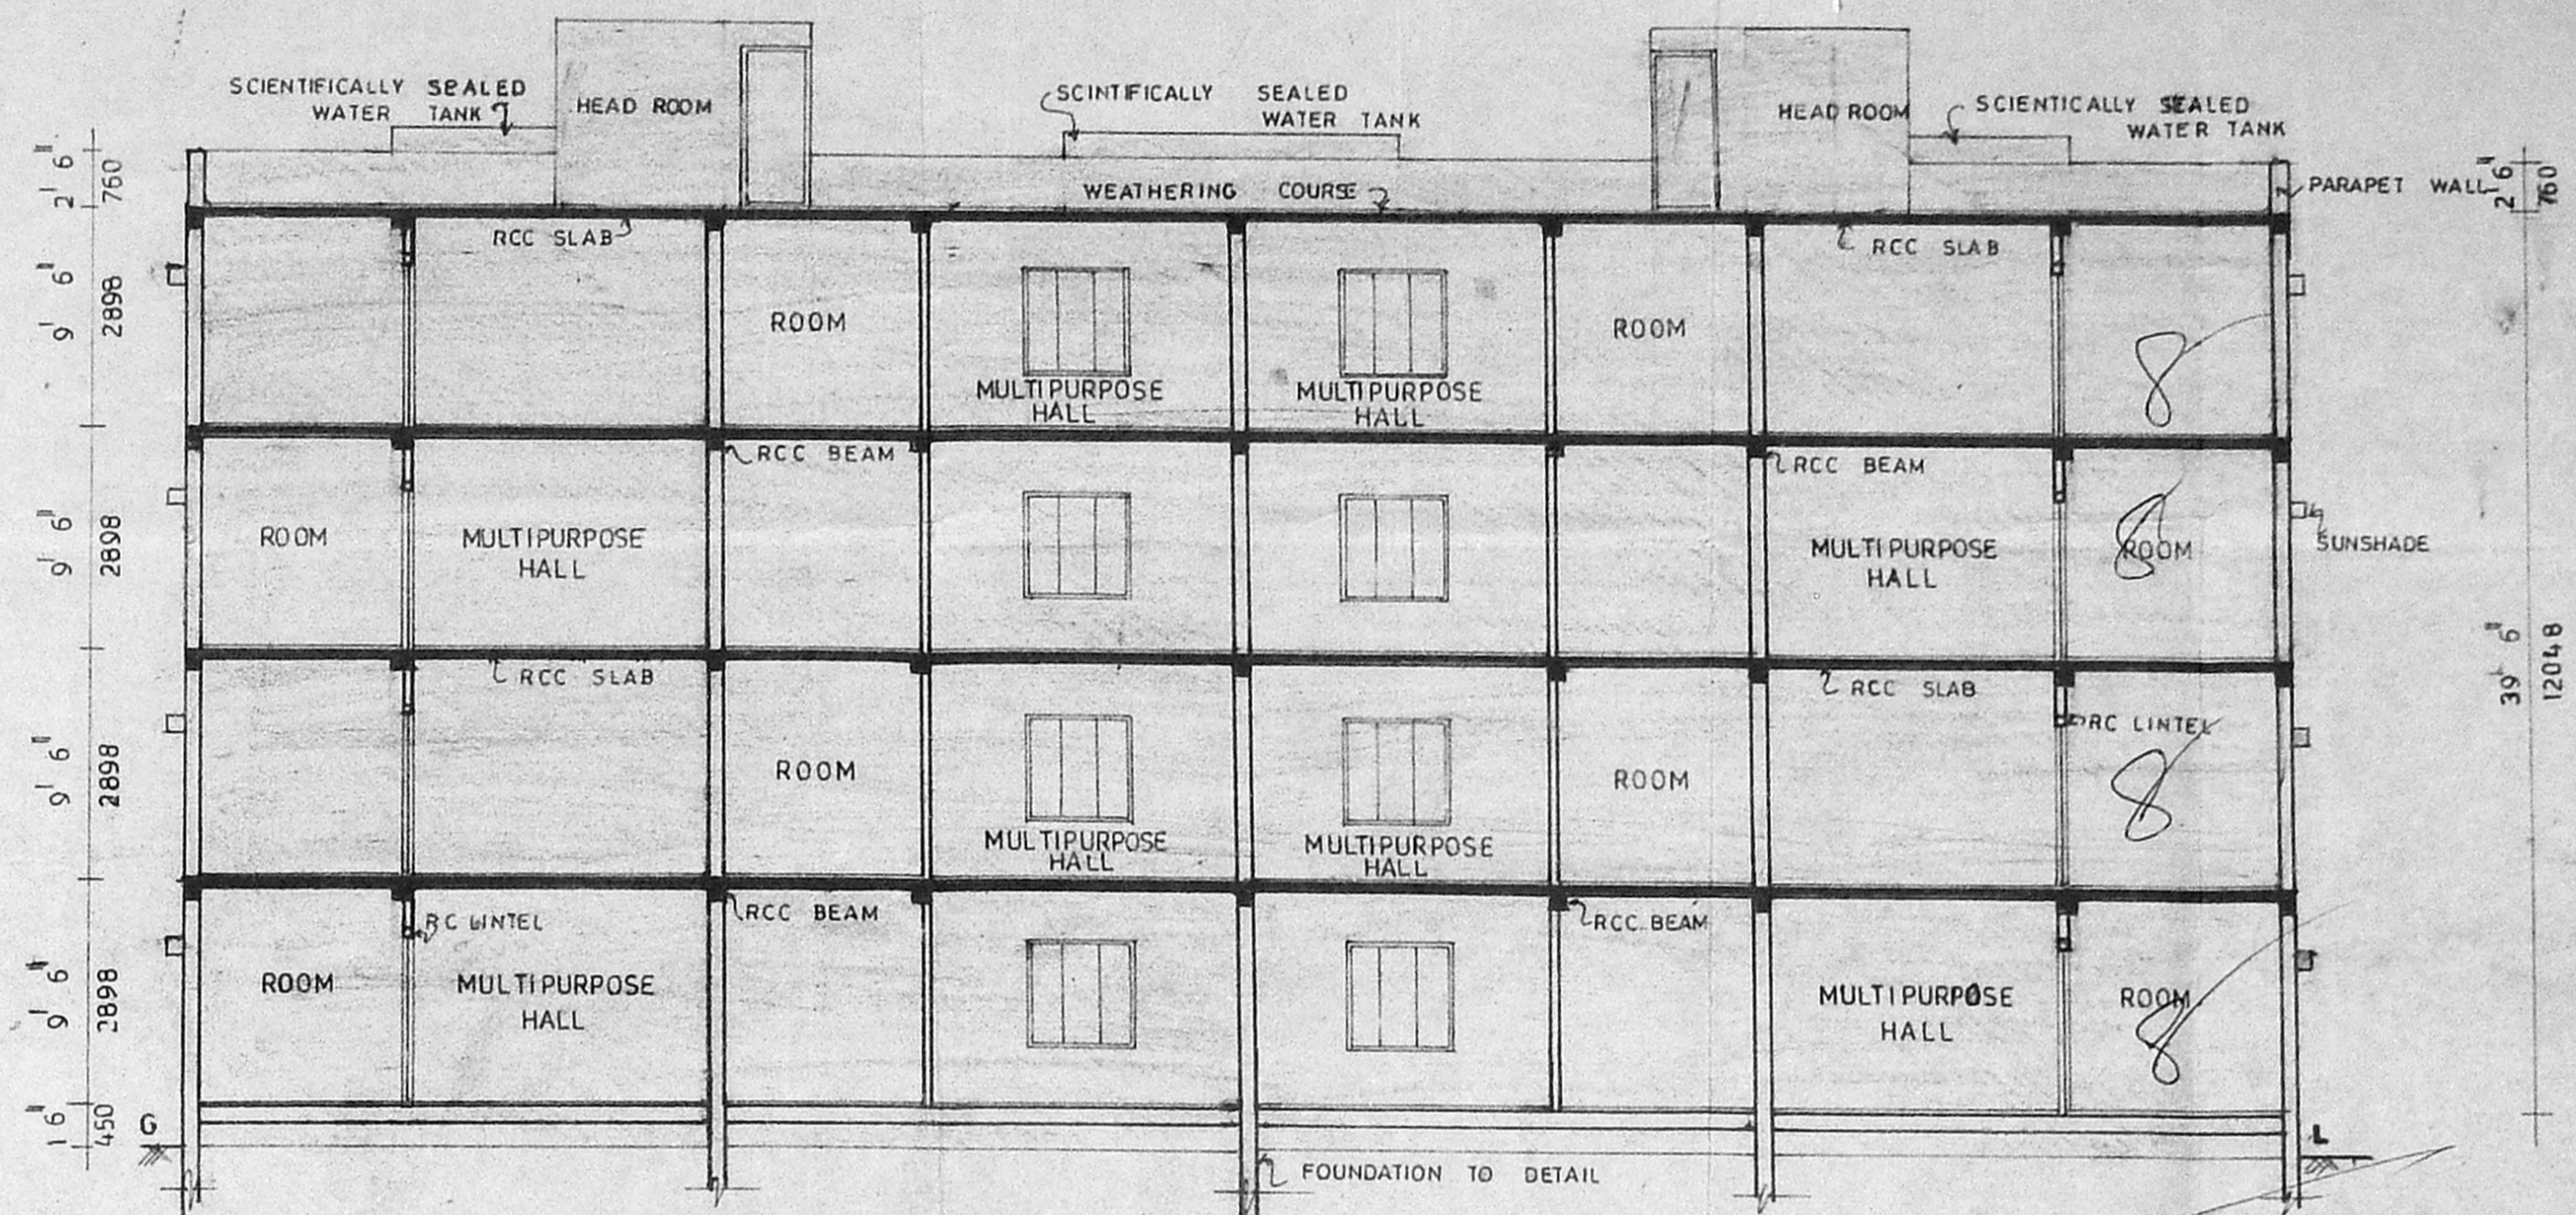 SCIENTIFICALLY SEALED
WATER TANK
HEAD ROOM
SCINTIFICALLY SEALED
WATER TANK
HEAD ROOM
SCIENTICALLY SEALED
WATER TANK
2' 6"
760
WEATHERING COURSE
PARAPET WALL
2' 6"
760
RCC SLAB
RCC SLAB
9' 6"
2898
ROOM
MULTIPURPOSE
HALL
MULTIPURPOSE
HALL
ROOM
8
RCC BEAM
RCC BEAM
9' 6"
2898
ROOM
MULTIPURPOSE
HALL
MULTIPURPOSE
HALL
ROOM
8
SUNSHADE
RCC SLAB
RCC SLAB
39' 6"
12048
9' 6"
2898
ROOM
MULTIPURPOSE
HALL
MULTIPURPOSE
HALL
ROOM
RC LINTEL
8
RC LINTEL
RCC BEAM
RCC BEAM
9' 6"
2898
ROOM
MULTIPURPOSE
HALL
MULTIPURPOSE
HALL
ROOM
8
1' 6"
450
G
L
FOUNDATION TO DETAIL